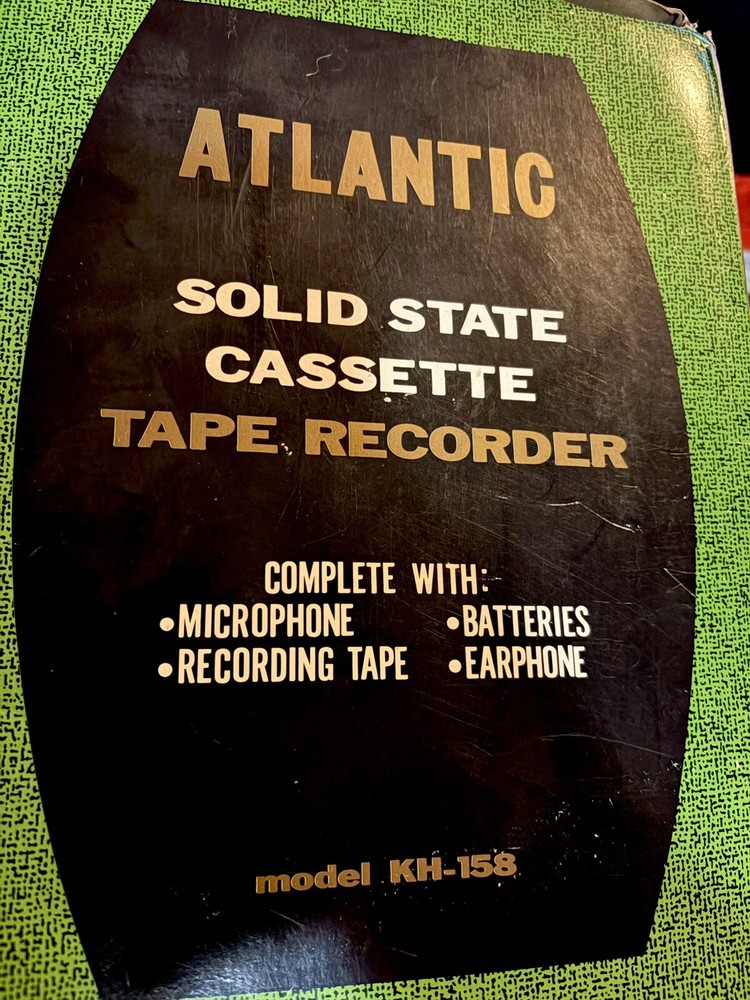 ATLANTIC
SOLID STATE
CASSETTE
TAPE RECORDER
COMPLETE WITH:
•MICROPHONE •BATTERIES
•RECORDING TAPE •EARPHONE
model KH-158